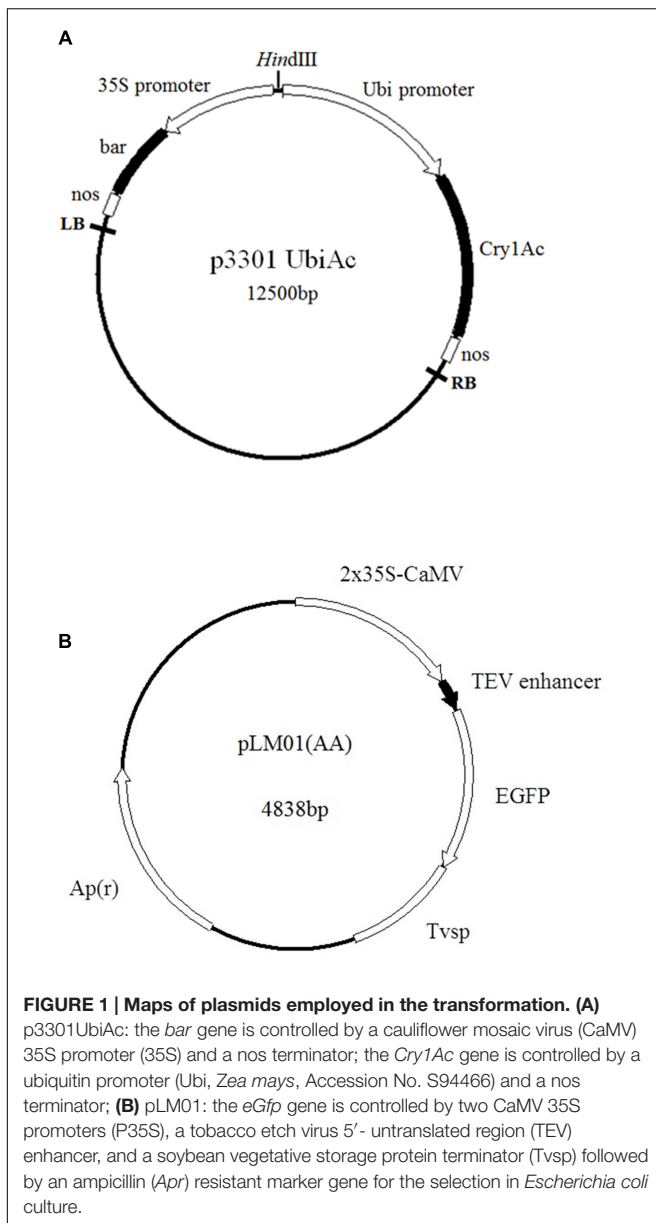 A
HindIII
35S promoter
Ubi promoter
bar
nos
LB
p3301 UbiAc
12500bp
Cry1Ac
nos
RB
2x35S-CaMV
B
TEV enhancer
pLM01(AA)
EGFP
4838bp
Ap(r)
Tvsp
FIGURE 1 | Maps of plasmids employed in the transformation. (A)
p3301UbiAc: the bar gene is controlled by a cauliflower mosaic virus (CaMV)
35S promoter (35S) and a nos terminator; the Cry1Ac gene is controlled by a
ubiquitin promoter (Ubi, Zea mays, Accession No. S94466) and a nos
terminator; (B) pLM01: the eGfp gene is controlled by two CaMV 35S
promoters (P35S), a tobacco etch virus 5′- untranslated region (TEV)
enhancer, and a soybean vegetative storage protein terminator (Tvsp) followed
by an ampicillin (Apr) resistant marker gene for the selection in Escherichia coli
culture.